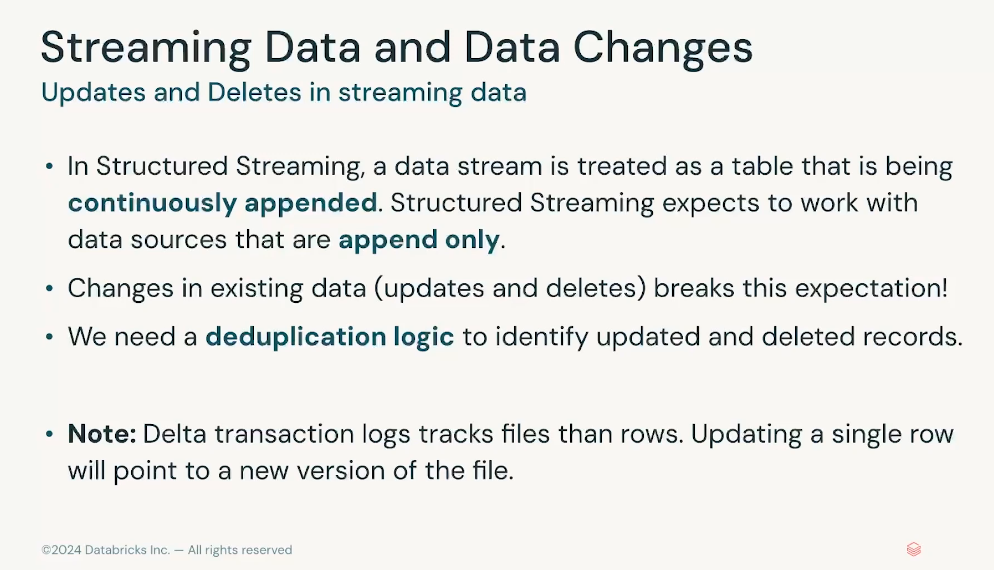 Streaming Data and Data Changes
Updates and Deletes in streaming data
• In Structured Streaming, a data stream is treated as a table that is being
continuously appended. Structured Streaming expects to work with
data sources that are append only.
• Changes in existing data (updates and deletes) breaks this expectation!
• We need a deduplication logic to identify updated and deleted records.
• Note: Delta transaction logs tracks files than rows. Updating a single row
will point to a new version of the file.
©2024 Databricks Inc. — All rights reserved